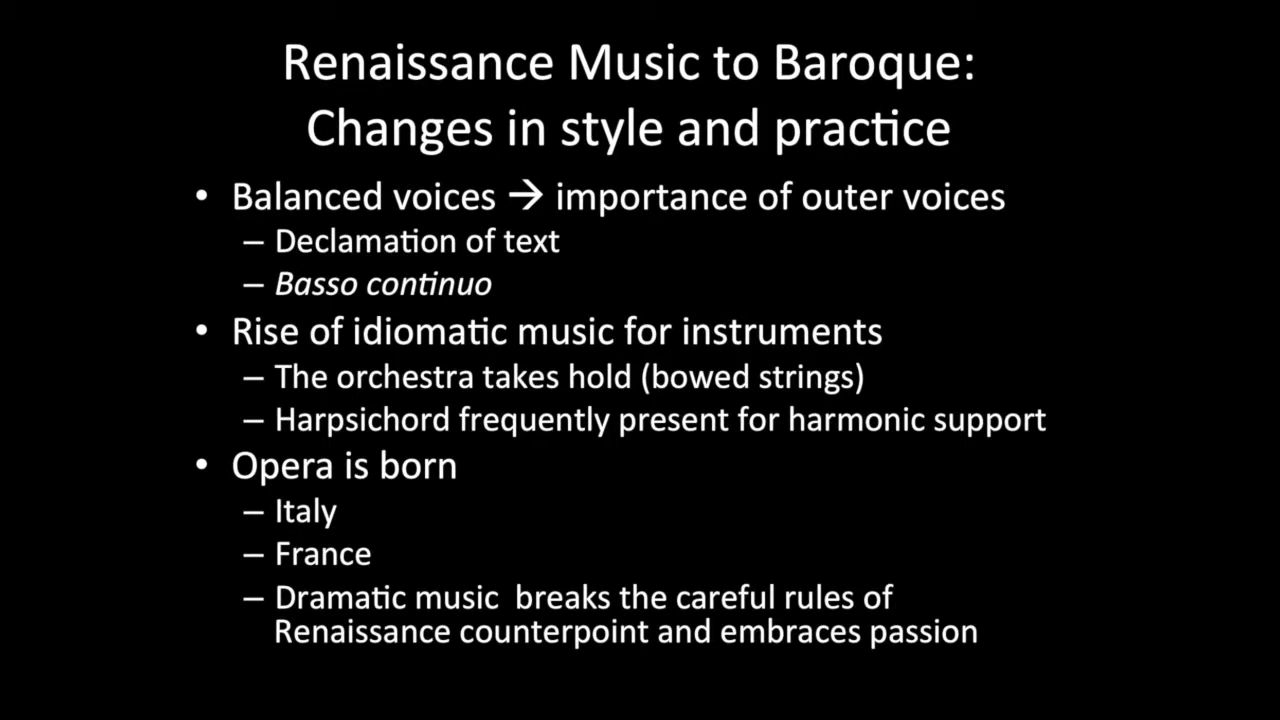 Renaissance Music to Baroque:
Changes in style and practice
• Balanced voices → importance of outer voices
– Declamation of text
– Basso continuo
• Rise of idiomatic music for instruments
– The orchestra takes hold (bowed strings)
– Harpsichord frequently present for harmonic support
• Opera is born
– Italy
– France
– Dramatic music  breaks the careful rules of
Renaissance counterpoint and embraces passion